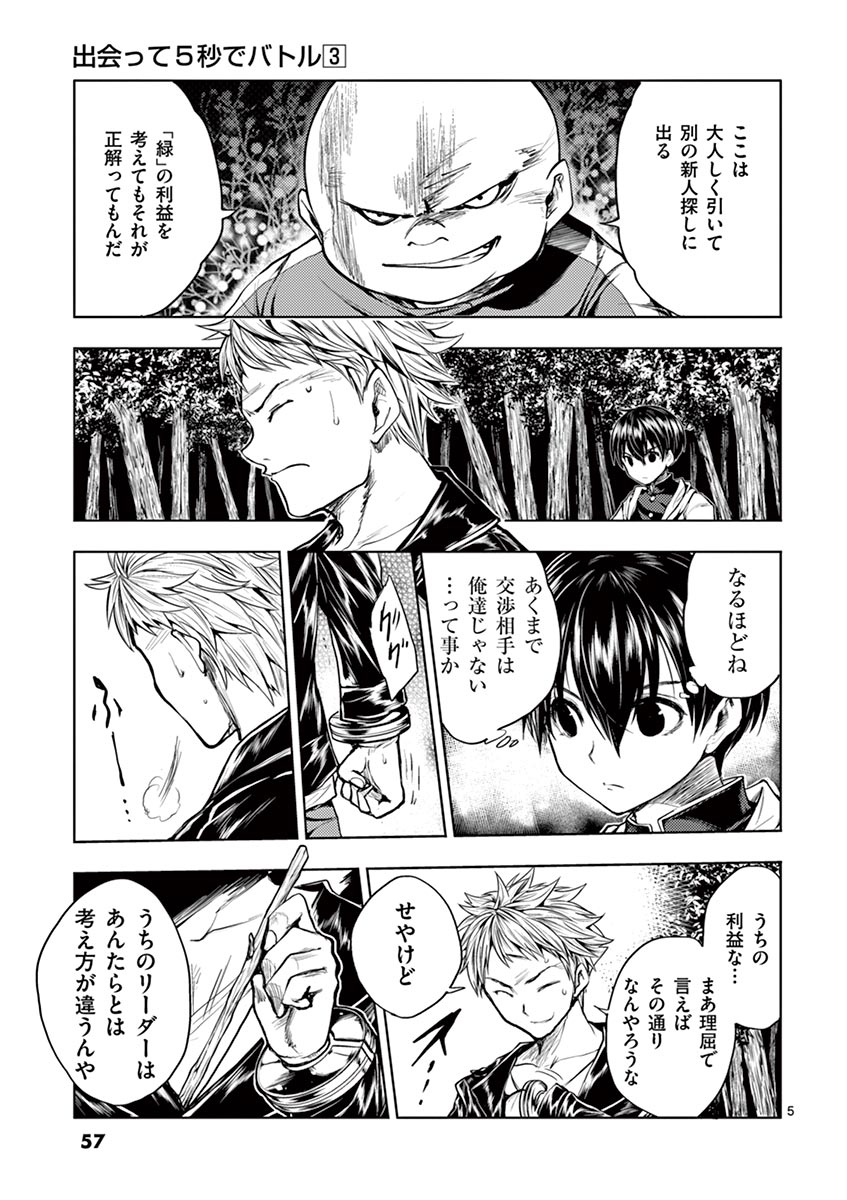 出会って5秒でバトル3
ここは
大人しく引いて
別の新人探しに
出る
「緑」の利益を
考えてもそれが
正解ってもんだ
なるほどね
あくまで
交渉相手は
俺達じゃない
…って事か
グググ
ふーー…
うちの
利益な…
まあ理屈で
言えば
その通り
なんやろうな
せやけど
うちのリーダーは
あんたらとは
考え方が違うんや
5
57